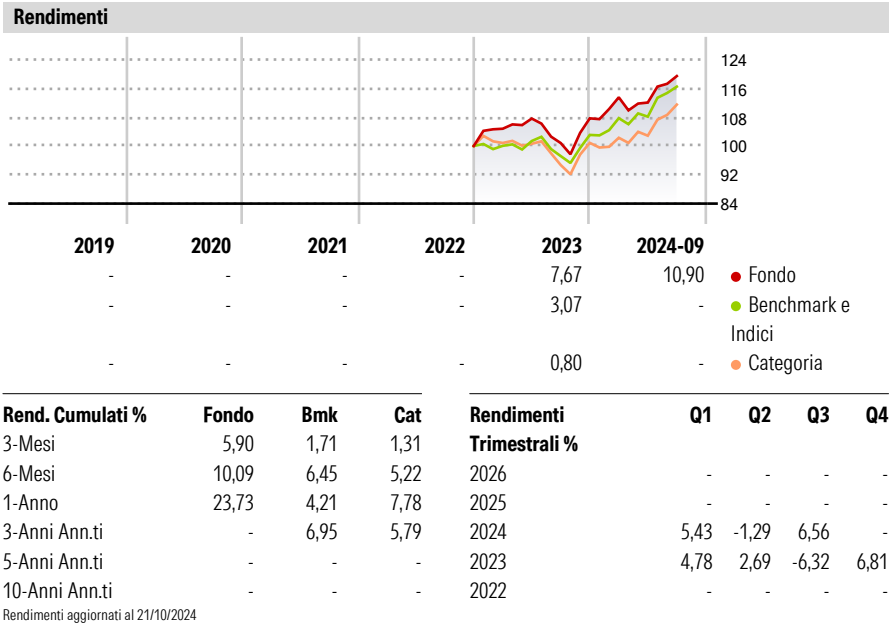 Rendimenti
124
116
108
100
92
84
2019 2020 2021 2022 2023 2024-09
- - - - 7,67 10,90 Fondo
- - - - 3,07 - Benchmark e
Indici
- - - - 0,80 - Categoria
Rend. Cumulati % Fondo Bmk Cat
3-Mesi 5,90 1,71 1,31
6-Mesi 10,09 6,45 5,22
1-Anno 23,73 4,21 7,78
3-Anni Ann.ti - 6,95 5,79
5-Anni Ann.ti - - -
10-Anni Ann.ti - - -
Rendimenti Q1 Q2 Q3 Q4
Trimestrali %
2026 - - - -
2025 - - - -
2024 5,43 -1,29 6,56 -
2023 4,78 2,69 -6,32 6,81
2022 - - - -
Rendimenti aggiornati al 21/10/2024